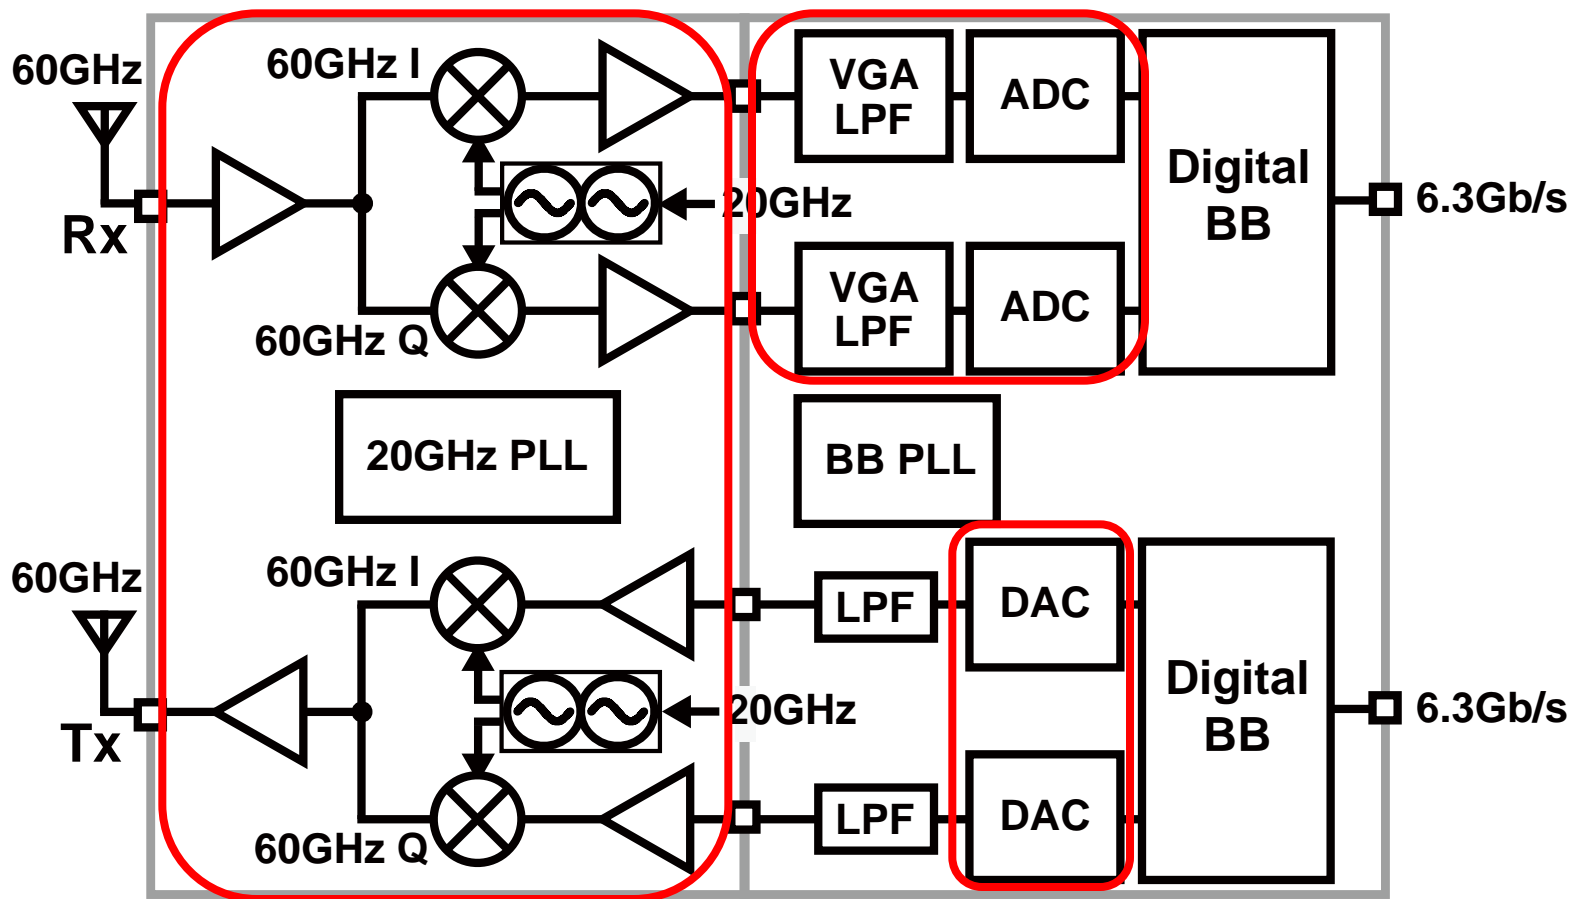 60GHz
60GHz I
VGA
LPF
ADC
Digital
BB
20GHz
6.3Gb/s
Rx
60GHz Q
VGA
LPF
ADC
20GHz PLL
BB PLL
60GHz
60GHz I
LPF
DAC
Digital
BB
20GHz
6.3Gb/s
Tx
60GHz Q
LPF
DAC